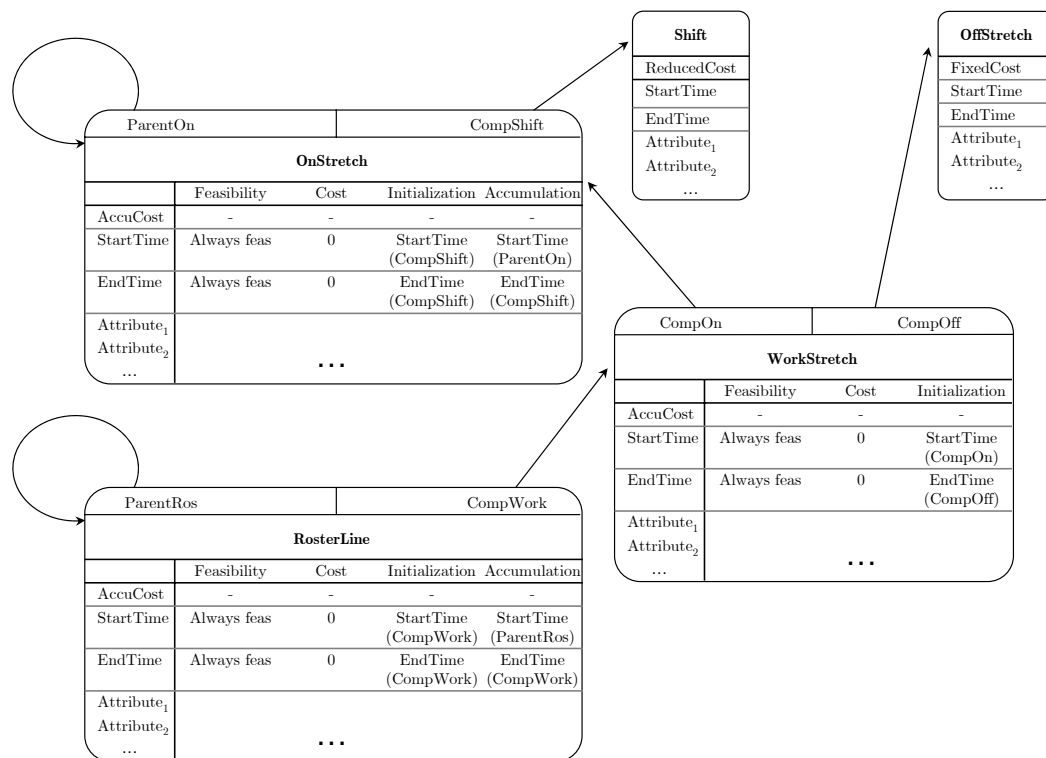 Shift
ReducedCost
StartTime
EndTime
Attribute₁
Attribute₂
...
OffStretch
FixedCost
StartTime
EndTime
Attribute₁
Attribute₂
...
ParentOn CompShift
OnStretch
Feasibility Cost Initialization Accumulation
AccuCost - - - -
StartTime Always feas 0 StartTime StartTime
(CompShift) (ParentOn)
EndTime Always feas 0 EndTime EndTime
(CompShift) (CompShift)
Attribute₁
Attribute₂
... ...
CompOn CompOff
WorkStretch
Feasibility Cost Initialization
AccuCost - - -
StartTime Always feas 0 StartTime
(CompOn)
EndTime Always feas 0 EndTime
(CompOff)
Attribute₁
Attribute₂
... ...
ParentRos CompWork
RosterLine
Feasibility Cost Initialization Accumulation
AccuCost - - - -
StartTime Always feas 0 StartTime StartTime
(CompWork) (ParentRos)
EndTime Always feas 0 EndTime EndTime
(CompWork) (CompWork)
Attribute₁
Attribute₂
... ...